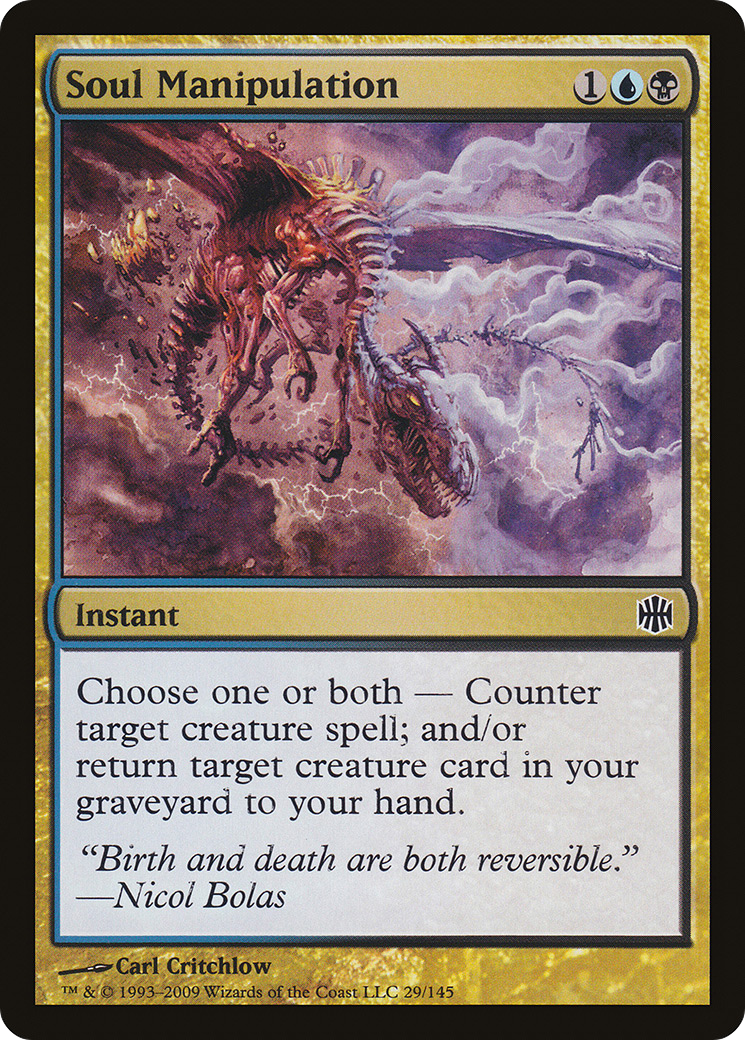 Soul Manipulation 1
Instant
Choose one or both — Counter
target creature spell; and/or
return target creature card in your
graveyard to your hand.
“Birth and death are both reversible.”
—Nicol Bolas
Carl Critchlow
™ & © 1993–2009 Wizards of the Coast LLC 29/145